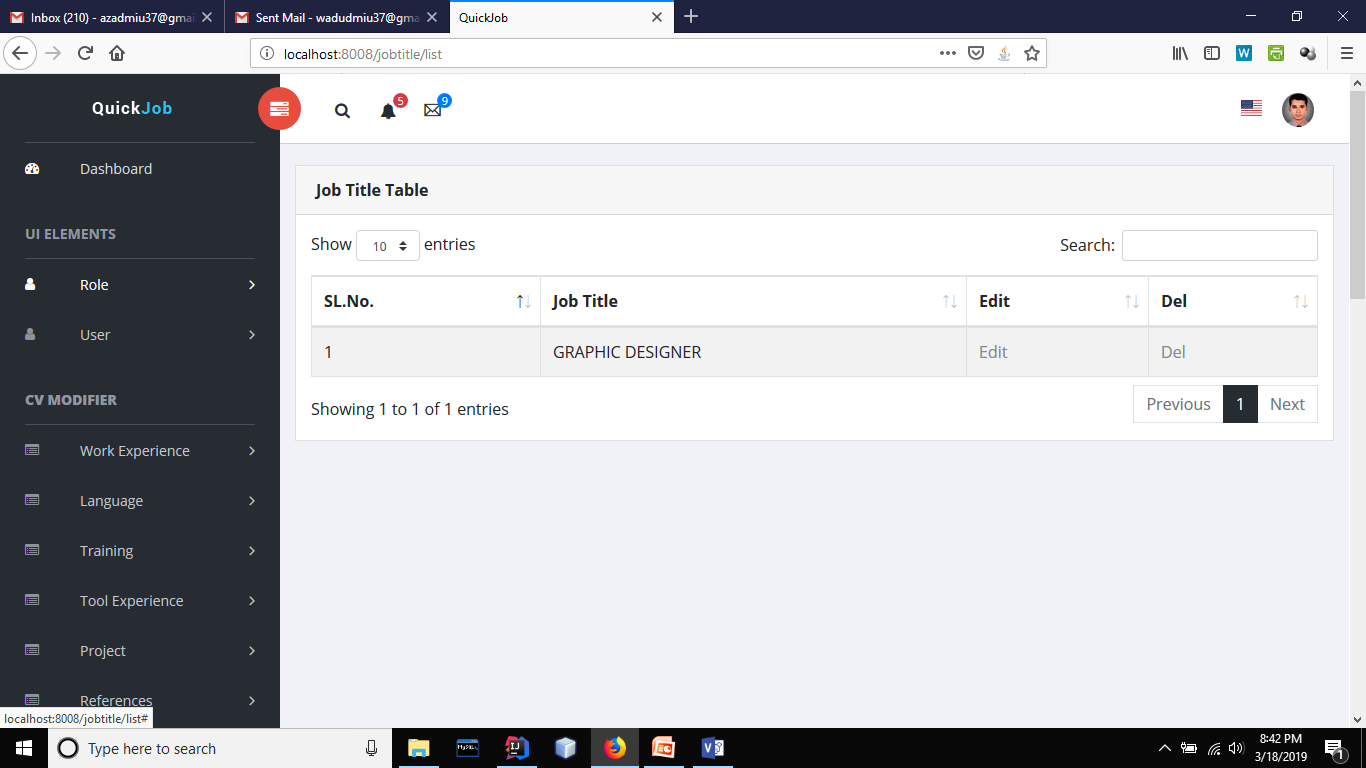 Inbox (210) - azadmiu37@gmai
Sent Mail - wadudmiu37@gma
QuickJob
localhost:8008/jobtitle/list
W
QuickJob
5
9
Dashboard
UI ELEMENTS
Role
User
CV MODIFIER
Work Experience
Language
Training
Tool Experience
Project
References
localhost:8008/jobtitle/list#
Job Title Table
Show 10 entries
Search:
SL.No. Job Title Edit Del
1 GRAPHIC DESIGNER Edit Del
Showing 1 to 1 of 1 entries
Previous 1 Next
Type here to search
MySQL
8:42 PM
3/18/2019
1